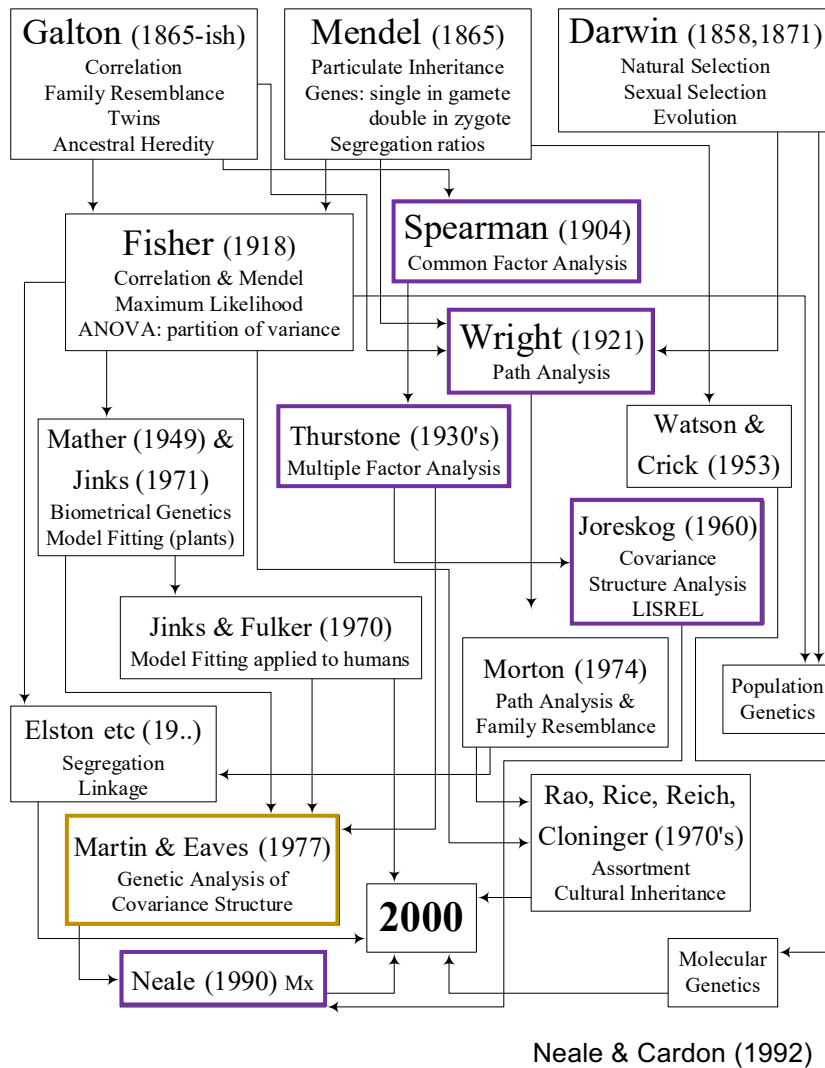 Galton (1865-ish)
Correlation
Family Resemblance
Twins
Ancestral Heredity
Mendel (1865)
Particulate Inheritance
Genes: single in gamete
double in zygote
Segregation ratios
Darwin (1858,1871)
Natural Selection
Sexual Selection
Evolution
Fisher (1918)
Correlation & Mendel
Maximum Likelihood
ANOVA: partition of variance
Spearman (1904)
Common Factor Analysis
Wright (1921)
Path Analysis
Mather (1949) &
Jinks (1971)
Biometrical Genetics
Model Fitting (plants)
Thurstone (1930's)
Multiple Factor Analysis
Watson &
Crick (1953)
Joreskog (1960)
Covariance
Structure Analysis
LISREL
Jinks & Fulker (1970)
Model Fitting applied to humans
Morton (1974)
Path Analysis &
Family Resemblance
Population
Genetics
Elston etc (19..)
Segregation
Linkage
Rao, Rice, Reich,
Cloninger (1970's)
Assortment
Cultural Inheritance
Martin & Eaves (1977)
Genetic Analysis of
Covariance Structure
2000
Neale (1990) Mx
Molecular
Genetics
Neale & Cardon (1992)